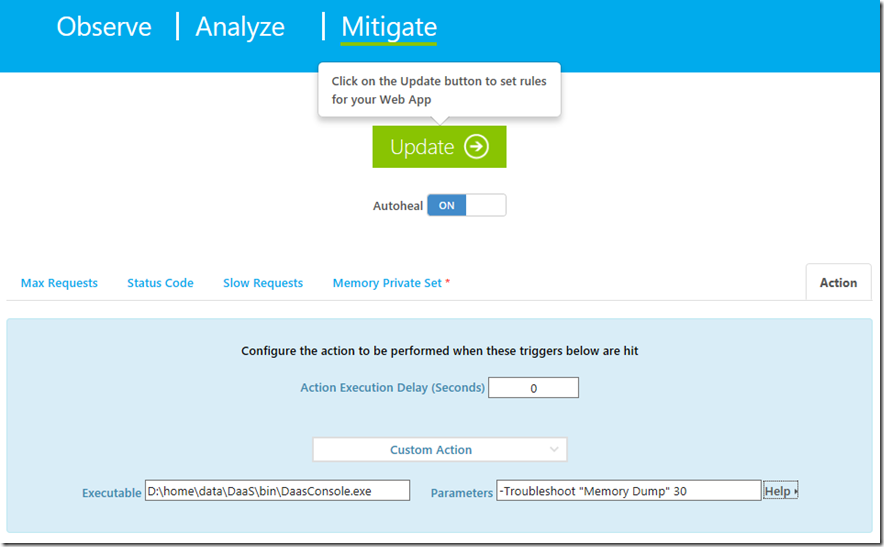 Observe | Analyze | Mitigate
Click on the Update button to set rules
for your Web App
Update
Autoheal ON
Max Requests Status Code Slow Requests Memory Private Set * Action
Configure the action to be performed when these triggers below are hit
Action Execution Delay (Seconds) 0
Custom Action
Executable D:\home\data\DaaS\bin\DaasConsole.exe Parameters -Troubleshoot "Memory Dump" 30 Help